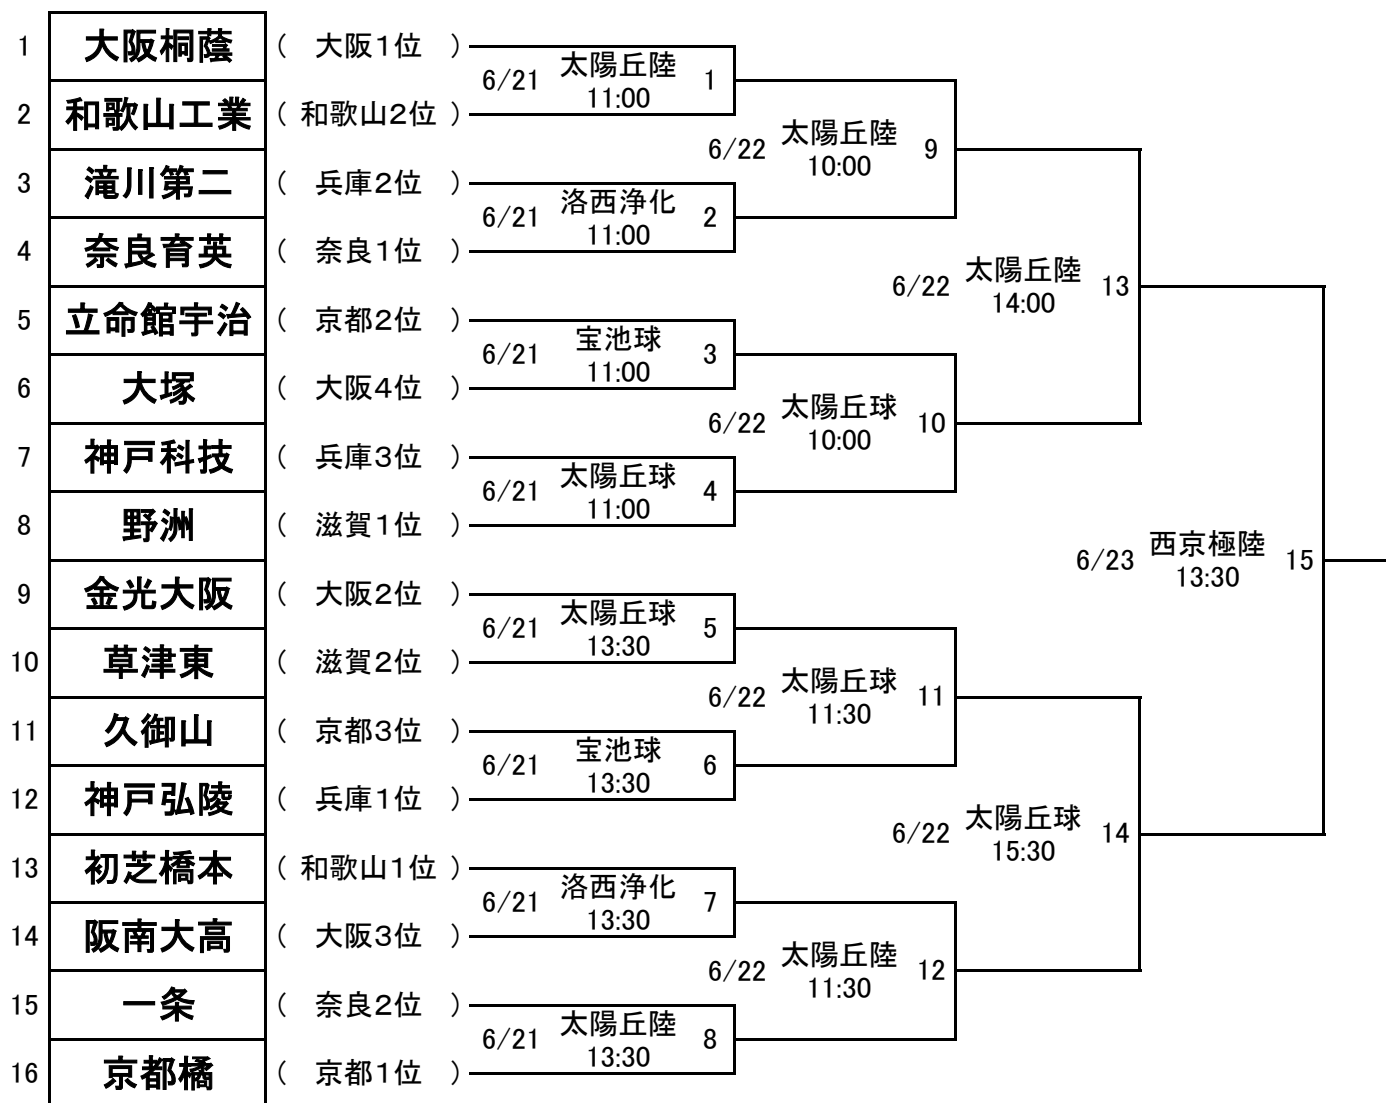 1 大阪桐蔭 ( 大阪1位 )
6/21 太陽丘陸 11:00 1
2 和歌山工業 ( 和歌山2位 )
6/22 太陽丘陸 10:00 9
3 滝川第二 ( 兵庫2位 )
6/21 洛西浄化 11:00 2
4 奈良育英 ( 奈良1位 )
6/22 太陽丘陸 14:00 13
5 立命館宇治 ( 京都2位 )
6/21 宝池球 11:00 3
6 大塚 ( 大阪4位 )
6/22 太陽丘球 10:00 10
7 神戸科技 ( 兵庫3位 )
6/21 太陽丘球 11:00 4
8 野洲 ( 滋賀1位 )
6/23 西京極陸 13:30 15
9 金光大阪 ( 大阪2位 )
6/21 太陽丘球 13:30 5
10 草津東 ( 滋賀2位 )
6/22 太陽丘球 11:30 11
11 久御山 ( 京都3位 )
6/21 宝池球 13:30 6
12 神戸弘陵 ( 兵庫1位 )
6/22 太陽丘球 15:30 14
13 初芝橋本 ( 和歌山1位 )
6/21 洛西浄化 13:30 7
14 阪南大高 ( 大阪3位 )
6/22 太陽丘陸 11:30 12
15 一条 ( 奈良2位 )
6/21 太陽丘陸 13:30 8
16 京都橘 ( 京都1位 )